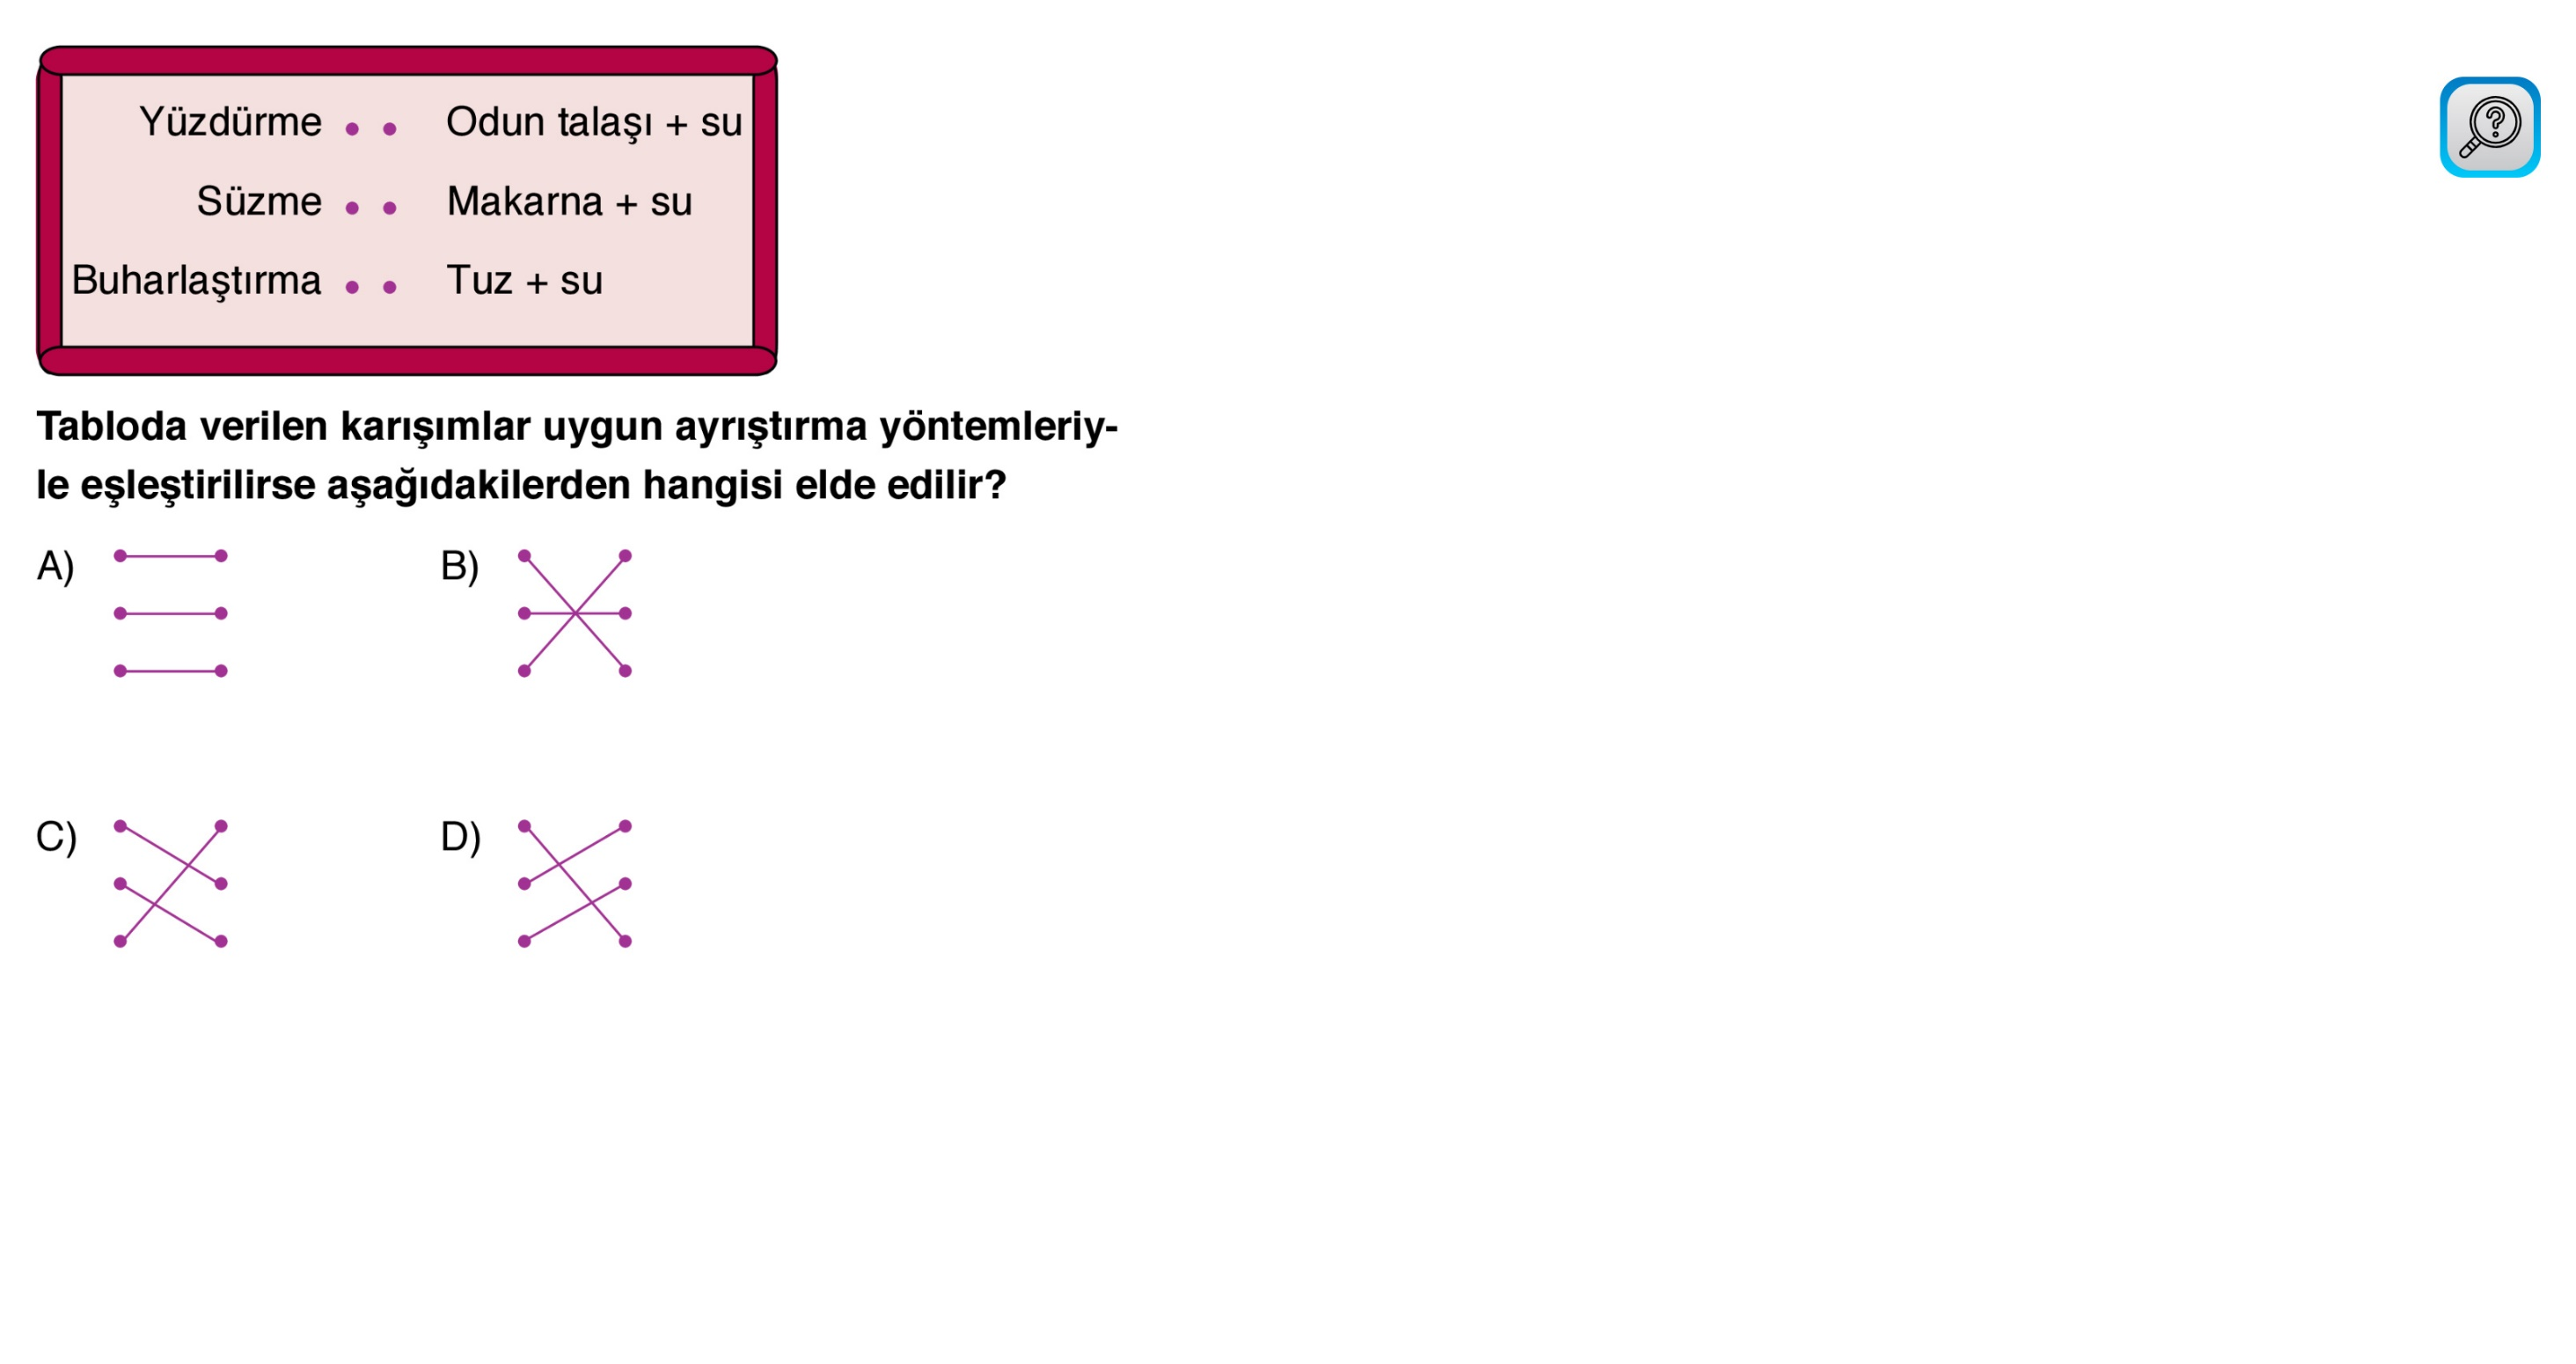 Yüzdürme • • Odun talaşı + su
Süzme • • Makarna + su
Buharlaştırma • • Tuz + su
Tabloda verilen karışımlar uygun ayrıştırma yöntemleriy-
le eşleştirilirse aşağıdakilerden hangisi elde edilir?
A) B)
C) D)
?